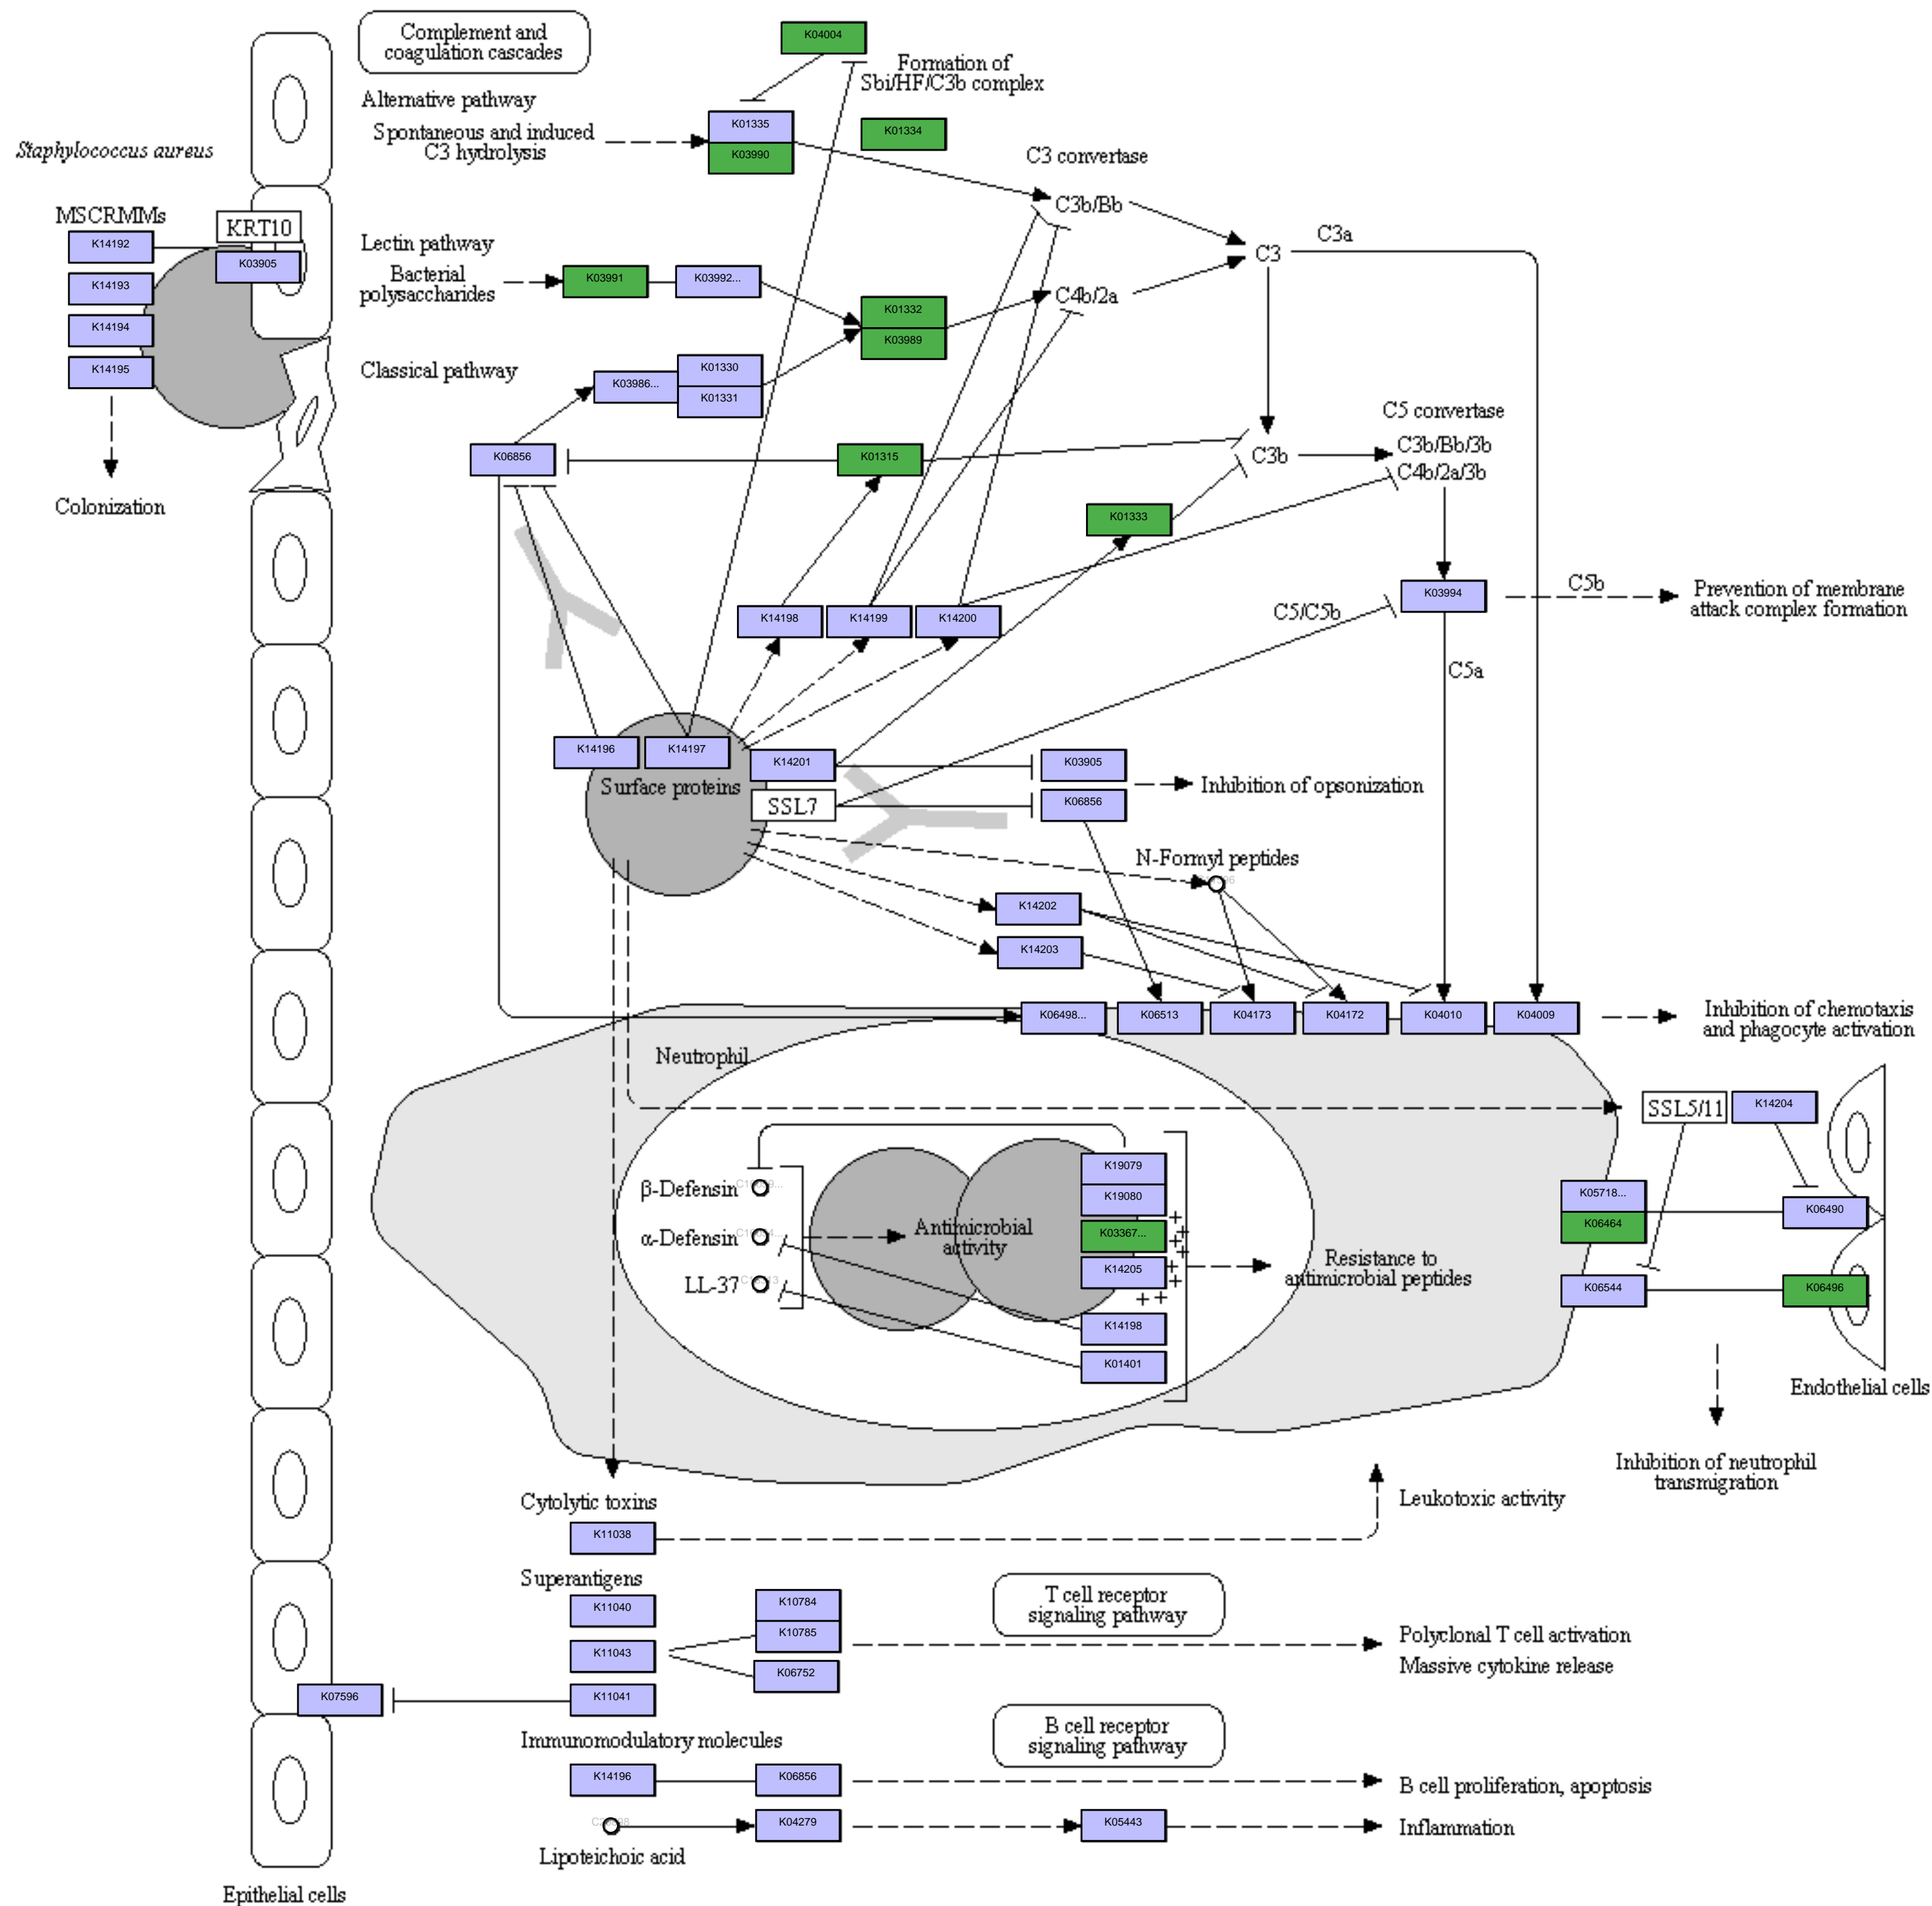 Complement and
coagulation cascades
K04004
Formation of
Sbi/HF/C3b complex
Alternative pathway
Spontaneous and induced
C3 hydrolysis
K01335
K03990
K01334
Staphylococcus aureus
C3 convertase
C3b/Bb
MSCRMMs
KRT10
K14192
K03905
K14193
K14194
K14195
Colonization
Lectin pathway
Bacterial
polysaccharides
K03991
K03992...
K01332
K03989
C4b/2a
C3
C3a
Classical pathway
K03986...
K01330
K01331
C5 convertase
C3b/Bb/3b
C4b/2a/3b
K06856
K01315
C3b
K01333
K03994
C5b
Prevention of membrane
attack complex formation
C5/C5b
C5a
K14198
K14199
K14200
K14196
K14197
K14201
Surface proteins
SSL7
K03905
K06856
Inhibition of opsonization
N-Formyl peptides
K14202
K14203
K06498...
K06513
K04173
K04172
K04010
K04009
Inhibition of chemotaxis
and phagocyte activation
Neutrophil
SSL5/11
K14204
β-Defensin
α-Defensin
LL-37
Antimicrobial
activity
K19079
K19080
K03367...
K14205
K14198
K01401
+
+
+
+
+
+
+
+
Resistance to
antimicrobial peptides
K05718...
K06464
K06490
K06544
K06496
Endothelial cells
Inhibition of neutrophil
transmigration
Cytolytic toxins
K11038
Leukotoxic activity
Superantigens
K11040
K11043
K11041
K10784
K10785
K06752
T cell receptor
signaling pathway
Polyclonal T cell activation
Massive cytokine release
K07596
Immunomodulatory molecules
B cell receptor
signaling pathway
K14196
K06856
B cell proliferation, apoptosis
K04279
K05443
Inflammation
Lipoteichoic acid
Epithelial cells